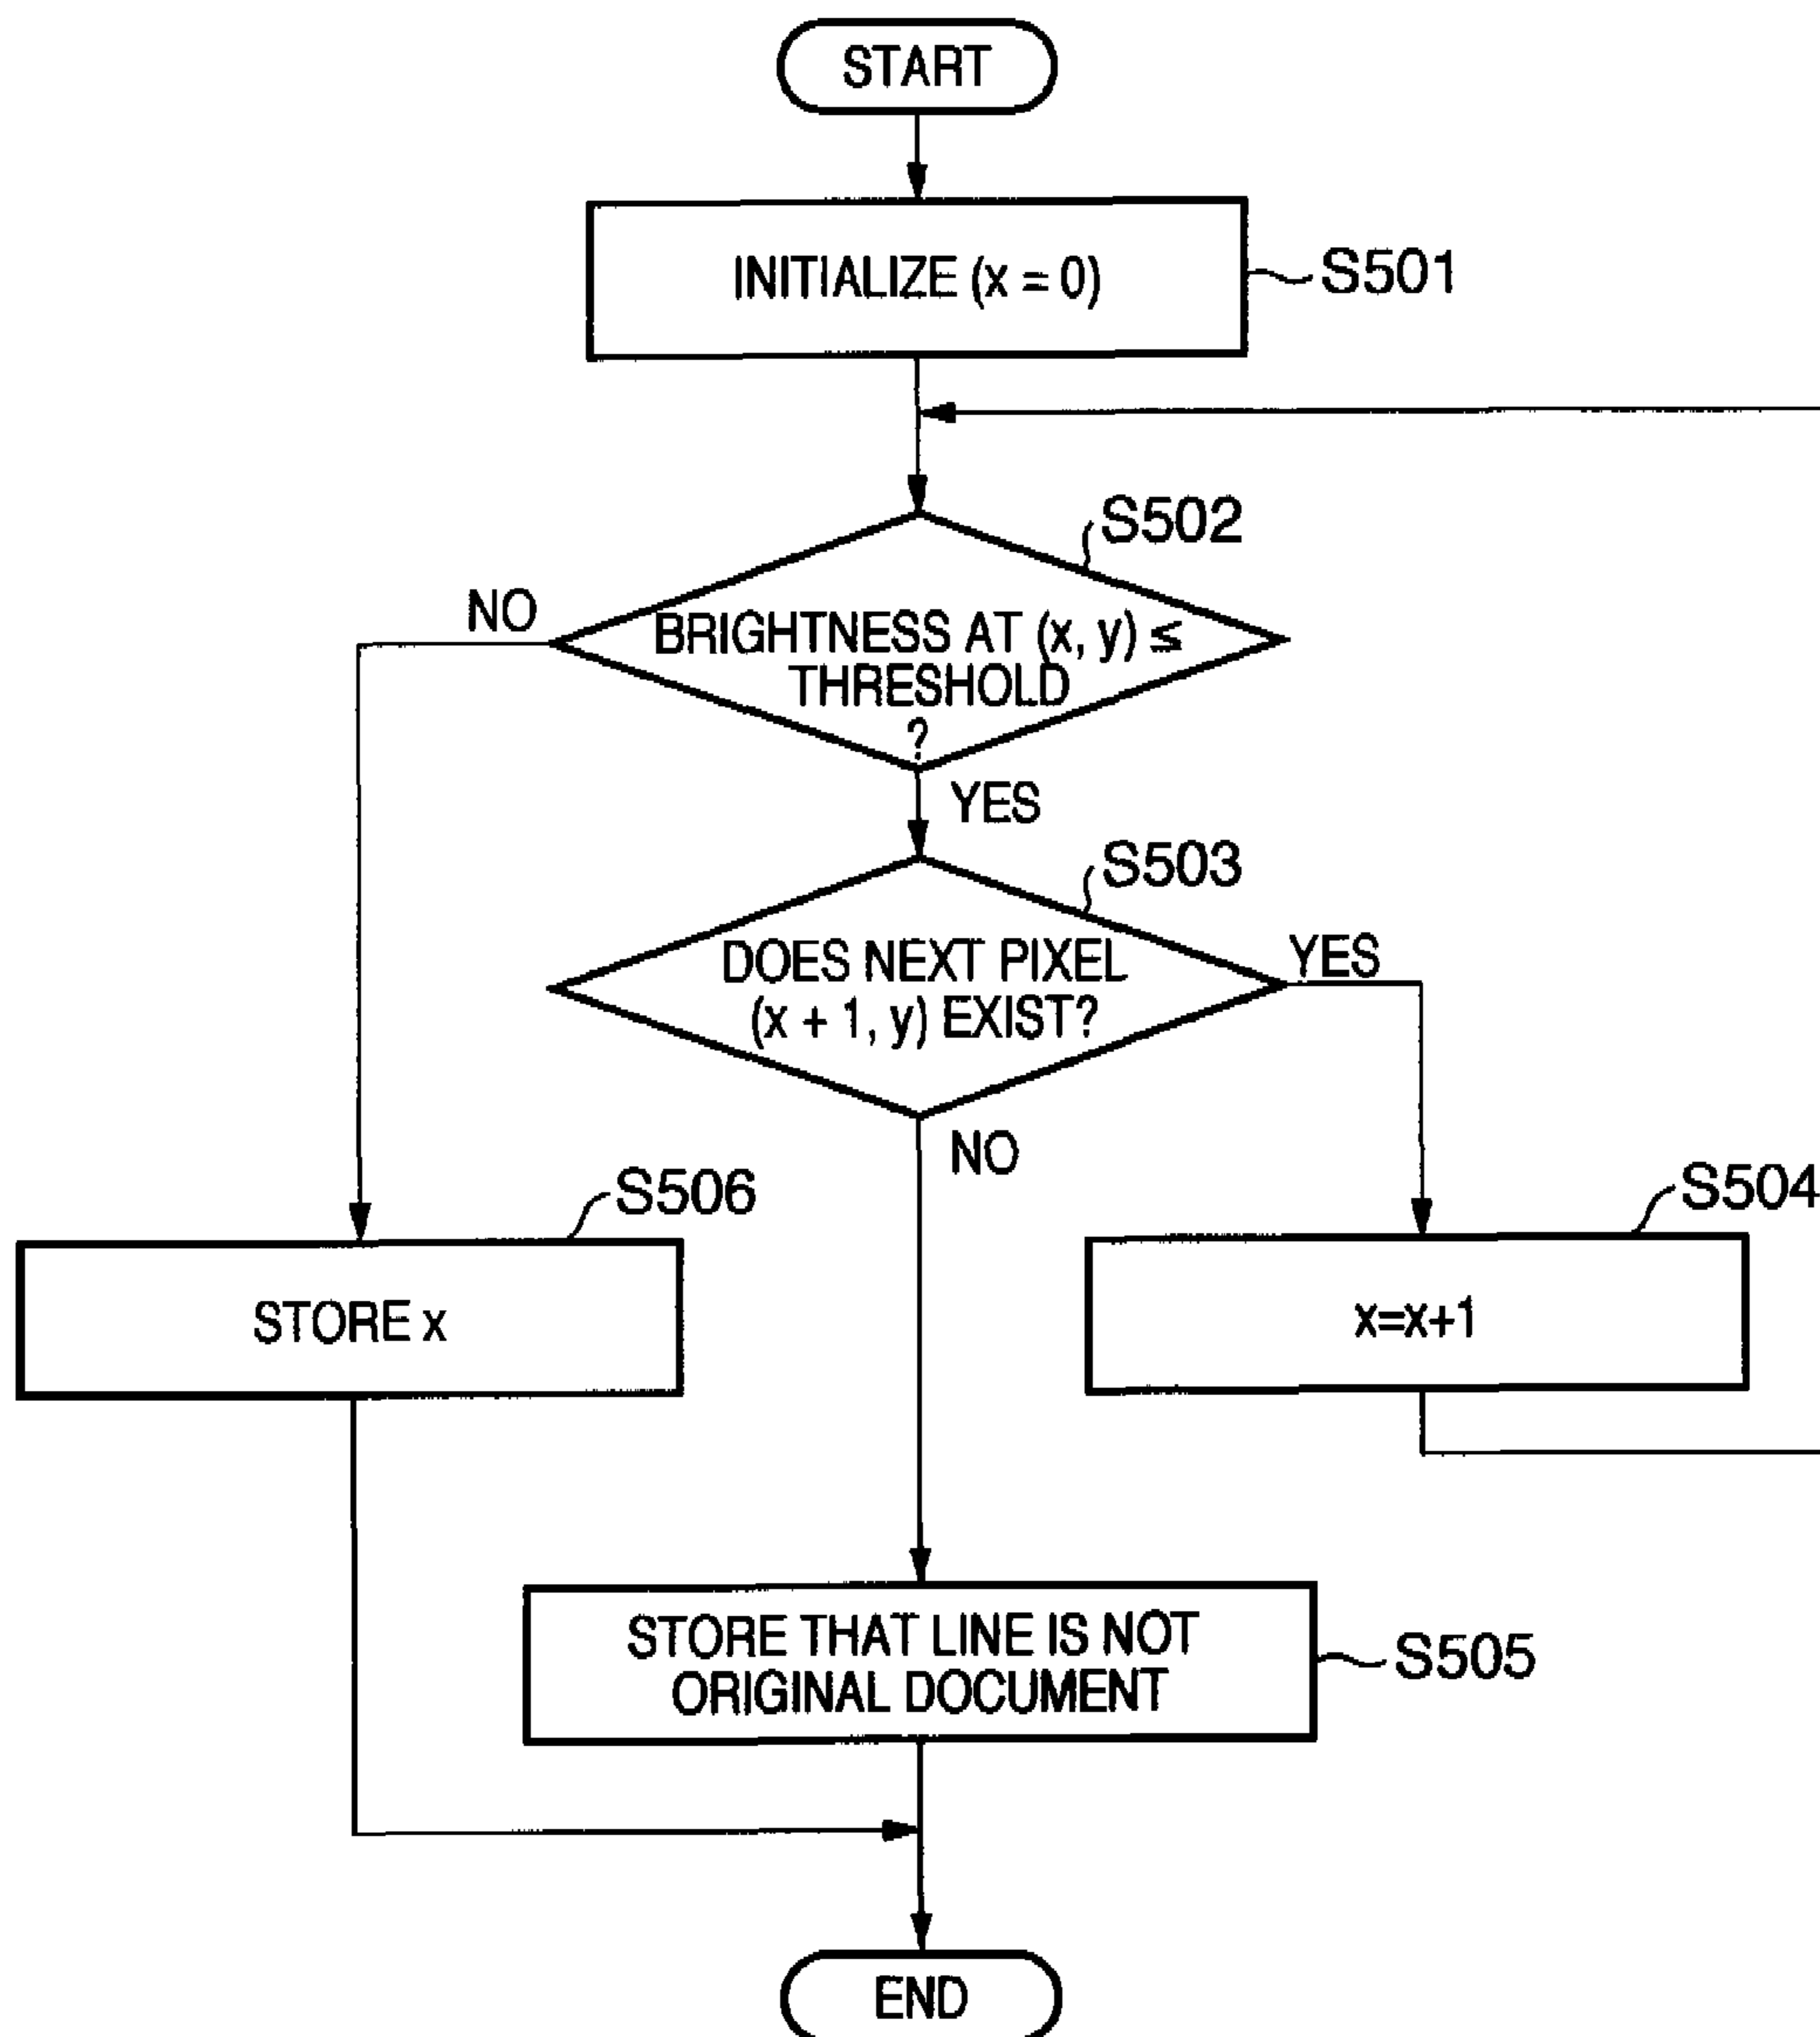 START
INITIALIZE (x = 0)
S501
S502
NO
BRIGHTNESS AT (x, y) ≤
THRESHOLD
?
YES
S503
DOES NEXT PIXEL
(x + 1, y) EXIST?
YES
NO
S506
S504
STORE x
x=x+1
STORE THAT LINE IS NOT
ORIGINAL DOCUMENT
S505
END